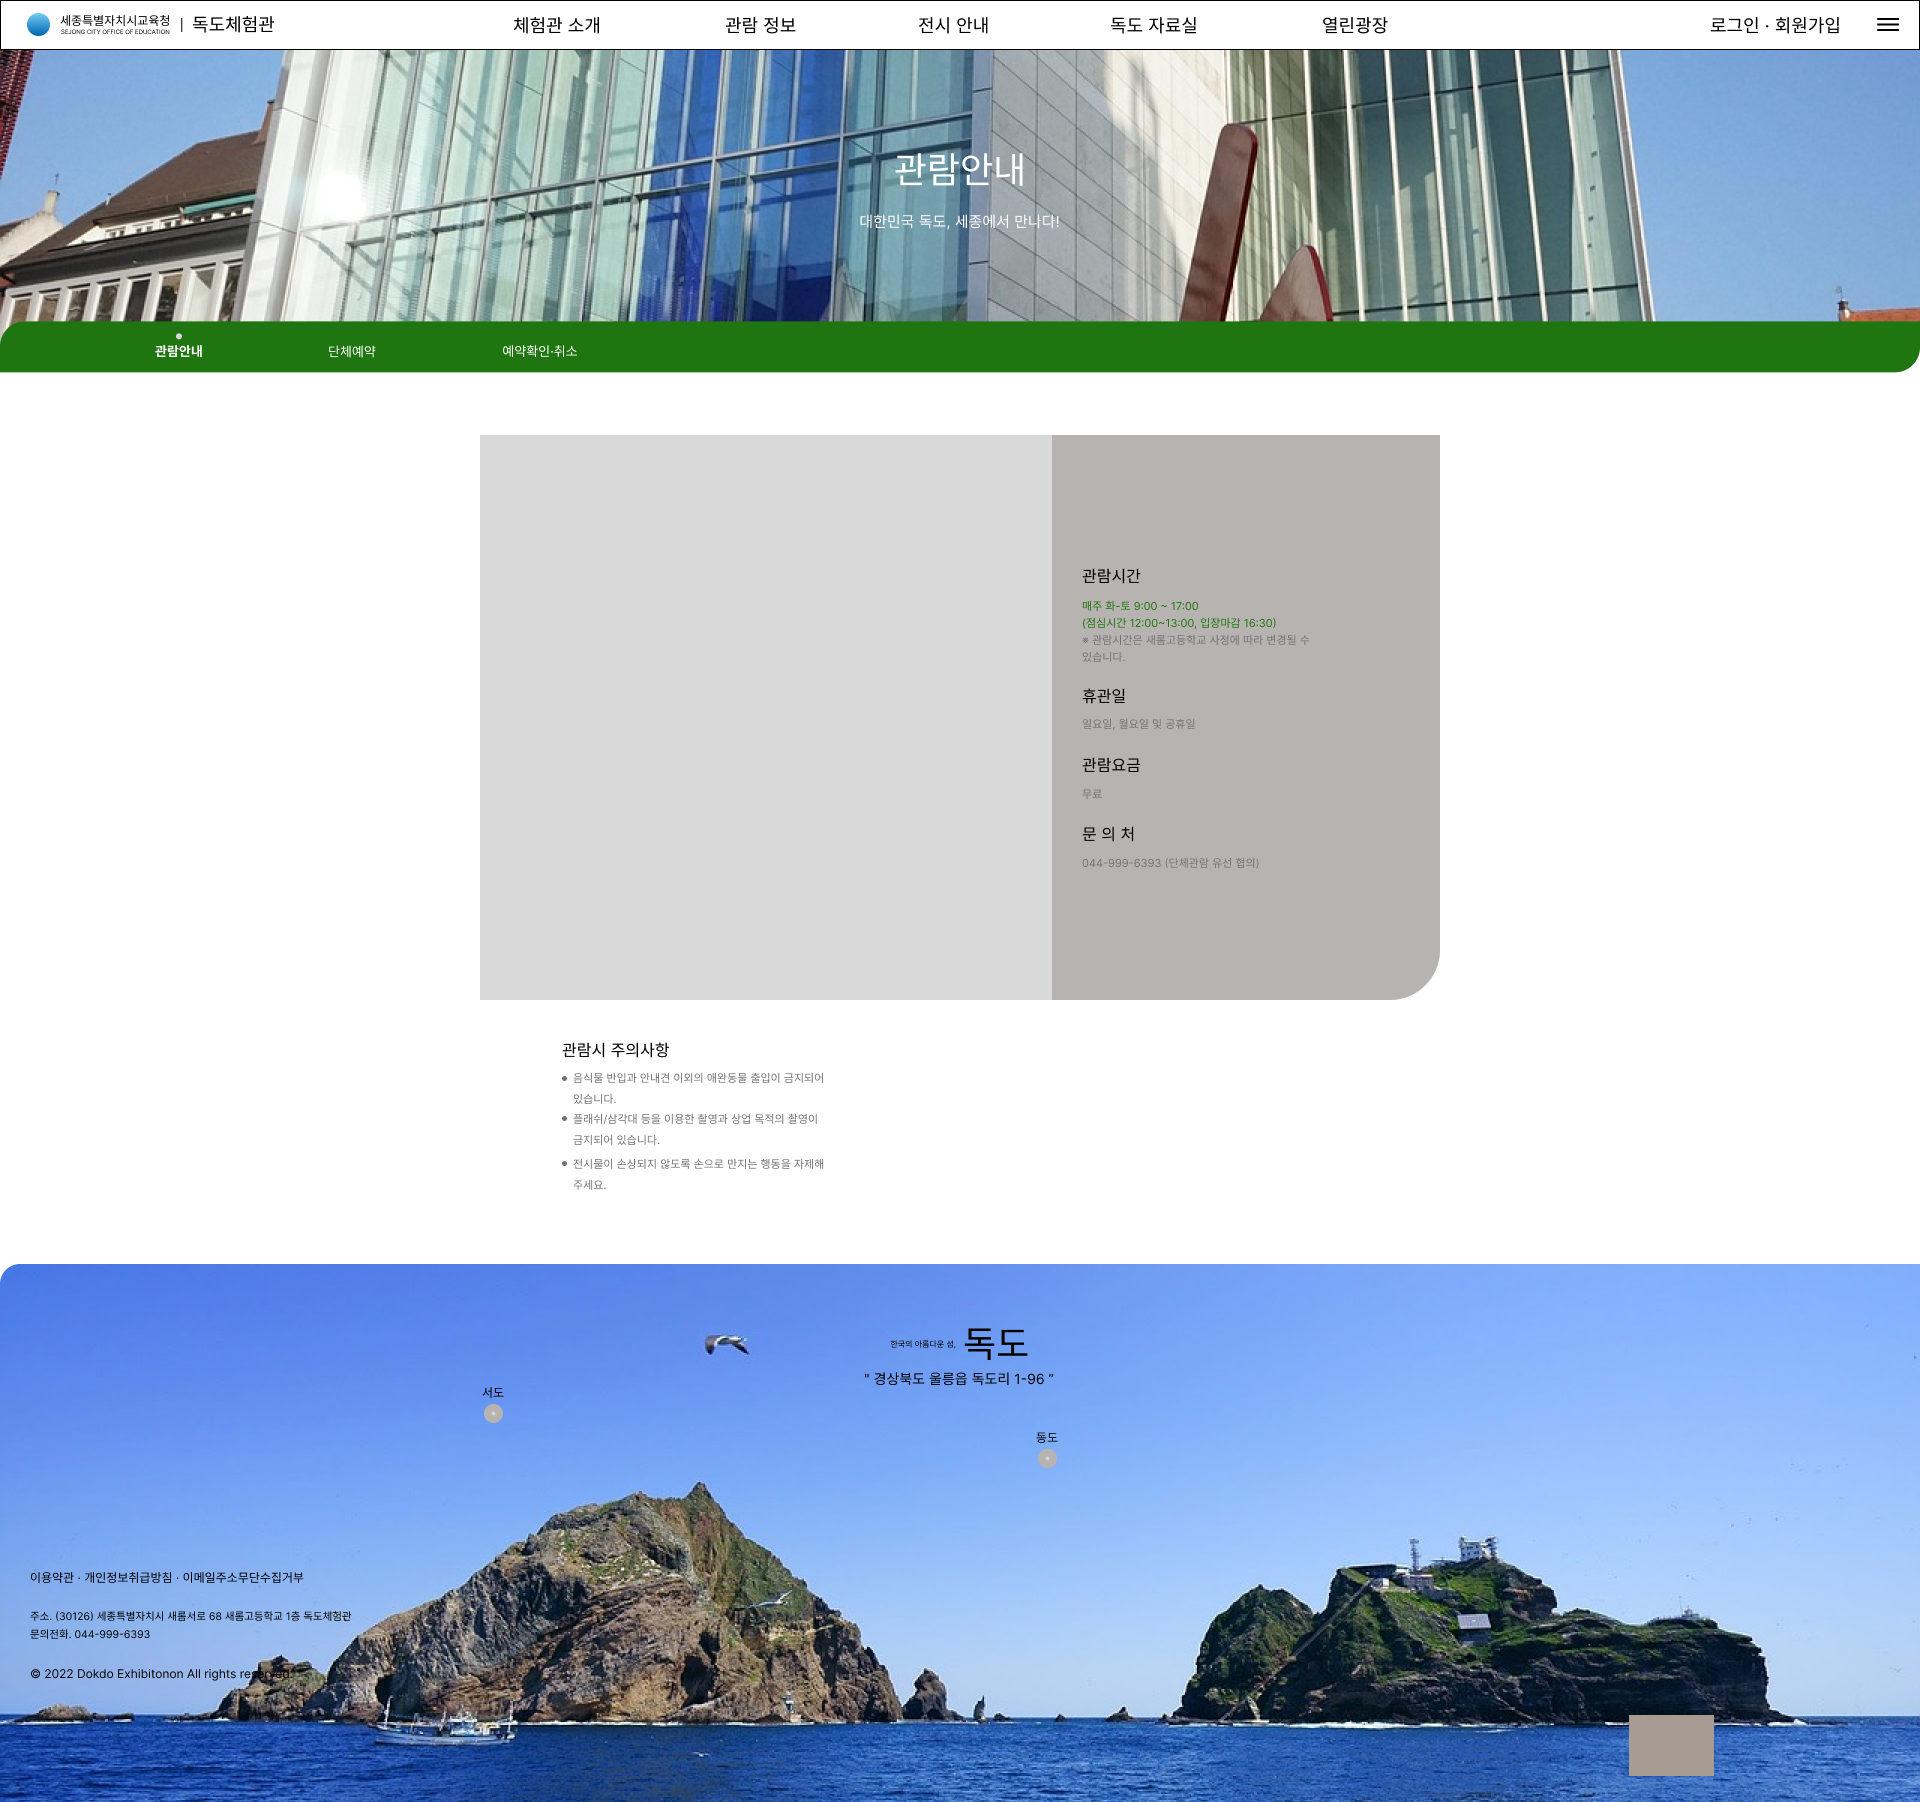 세종특별자치시교육청
SEJONG CITY OFFICE OF EDUCATION
독도체험관
체험관 소개
관람 정보
전시 안내
독도 자료실
열린광장
로그인 · 회원가입
관람안내
대한민국 독도, 세종에서 만나다!
관람안내
단체예약
예약확인·취소
관람시간
매주 화-토 9:00 ~ 17:00
(점심시간 12:00~13:00, 입장마감 16:30)
※ 관람시간은 새롬고등학교 사정에 따라 변경될 수
있습니다.
휴관일
일요일, 월요일 및 공휴일
관람요금
무료
문 의 처
044-999-6393 (단체관람 유선 협의)
관람시 주의사항
음식물 반입과 안내견 이외의 애완동물 출입이 금지되어
있습니다.
플래쉬/삼각대 등을 이용한 촬영과 상업 목적의 촬영이
금지되어 있습니다.
전시물이 손상되지 않도록 손으로 만지는 행동을 자제해
주세요.
한국의 아름다운 섬, 독도
" 경상북도 울릉읍 독도리 1-96 ”
서도
동도
이용약관 · 개인정보취급방침 · 이메일주소무단수집거부
주소. (30126) 세종특별자치시 새롬서로 68 새롬고등학교 1층 독도체험관
문의전화. 044-999-6393
© 2022 Dokdo Exhibitonon All rights reserved.